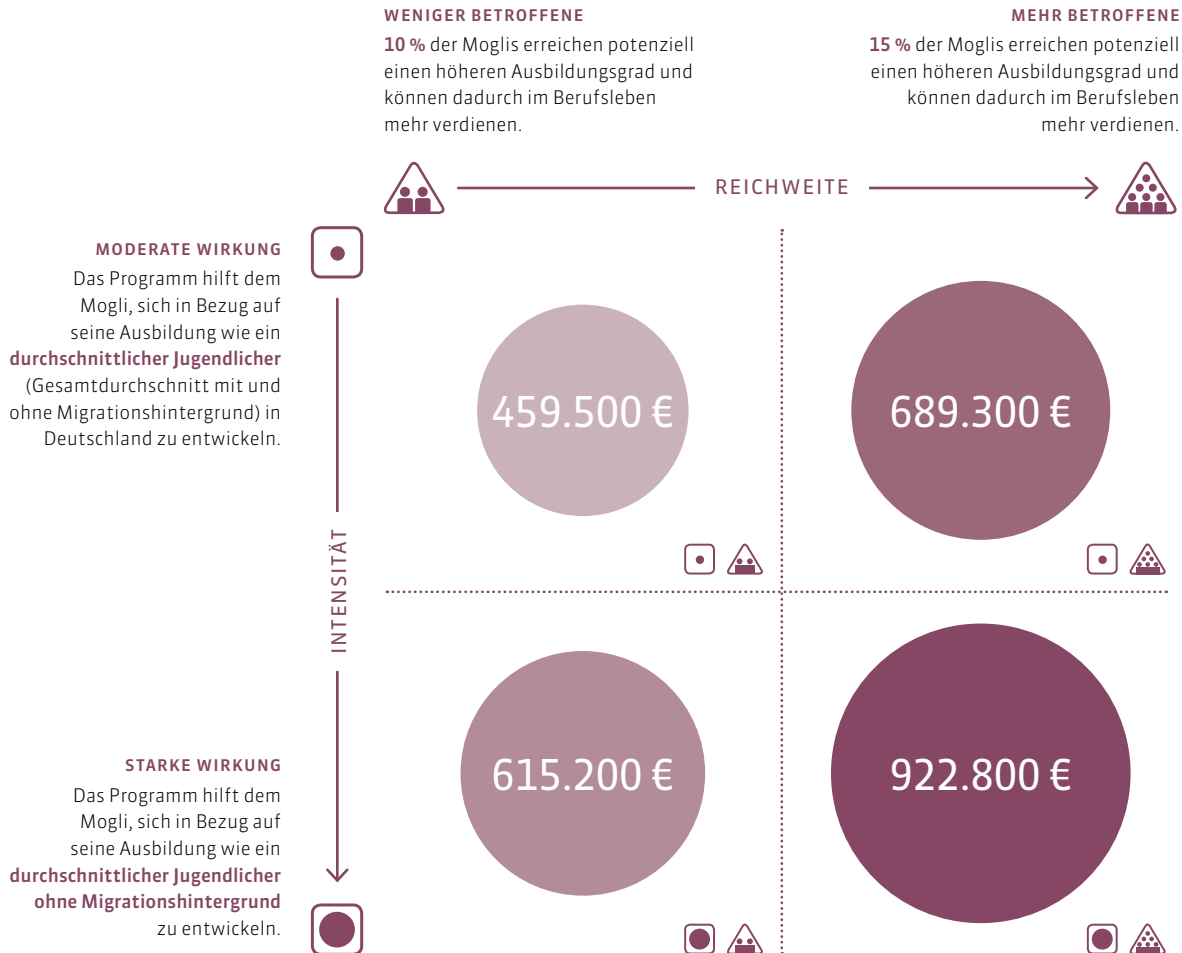 WENIGER BETROFFENE
10 % der Moglis erreichen potenziell
einen höheren Ausbildungsgrad und
können dadurch im Berufsleben
mehr verdienen.
MEHR BETROFFENE
15 % der Moglis erreichen potenziell
einen höheren Ausbildungsgrad und
können dadurch im Berufsleben
mehr verdienen.
REICHWEITE
MODERATE WIRKUNG
Das Programm hilft dem
Mogli, sich in Bezug auf
seine Ausbildung wie ein
durchschnittlicher Jugendlicher
(Gesamtdurchschnitt mit und
ohne Migrationshintergrund) in
Deutschland zu entwickeln.
459.500 €
689.300 €
INTENSITÄT
STARKE WIRKUNG
Das Programm hilft dem
Mogli, sich in Bezug auf
seine Ausbildung wie ein
durchschnittlicher Jugendlicher
ohne Migrationshintergrund
zu entwickeln.
615.200 €
922.800 €